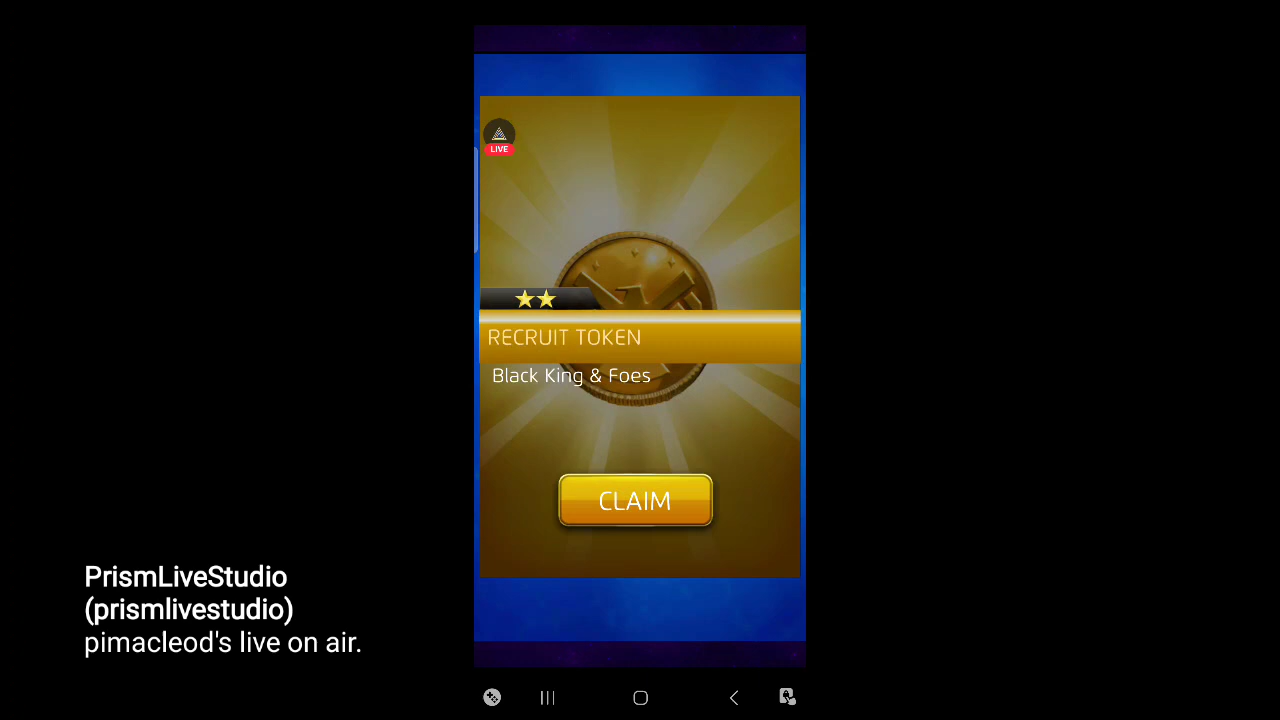 LIVE
RECRUIT TOKEN
Black King & Foes
CLAIM
PrismLiveStudio
(prismlivestudio)
pimacleod's live on air.